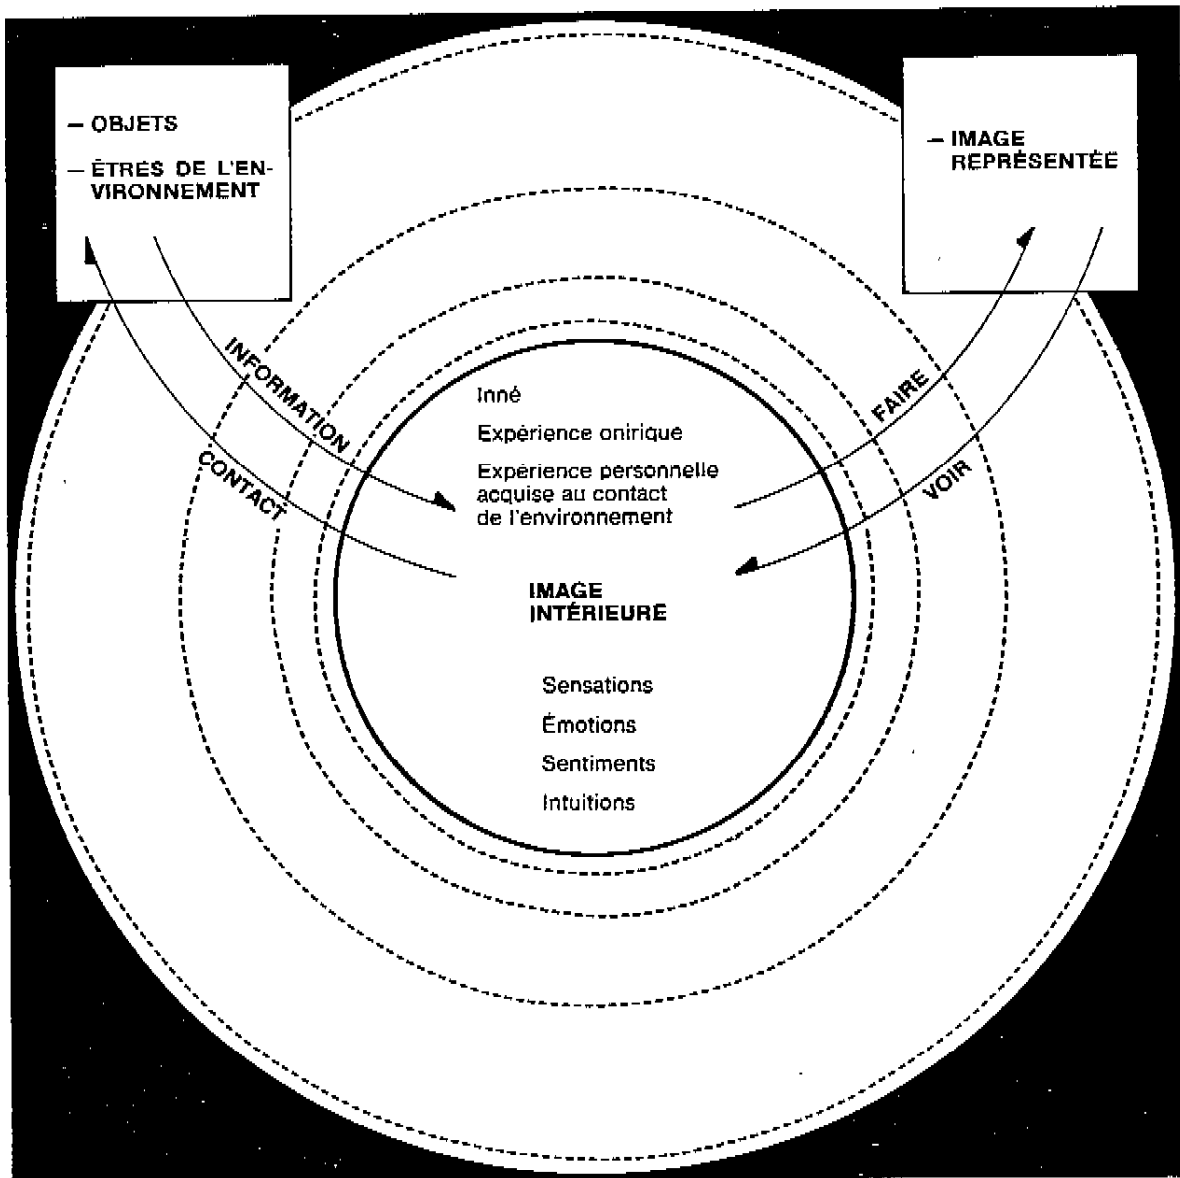 – OBJETS
– ÊTRES DE L'EN-
VIRONNEMENT
– IMAGE
REPRÉSENTÉE
INFORMATION
CONTACT
FAIRE
VOIR
Inné
Expérience onirique
Expérience personnelle
acquise au contact
de l'environnement
IMAGE
INTÉRIEURE
Sensations
Émotions
Sentiments
Intuitions